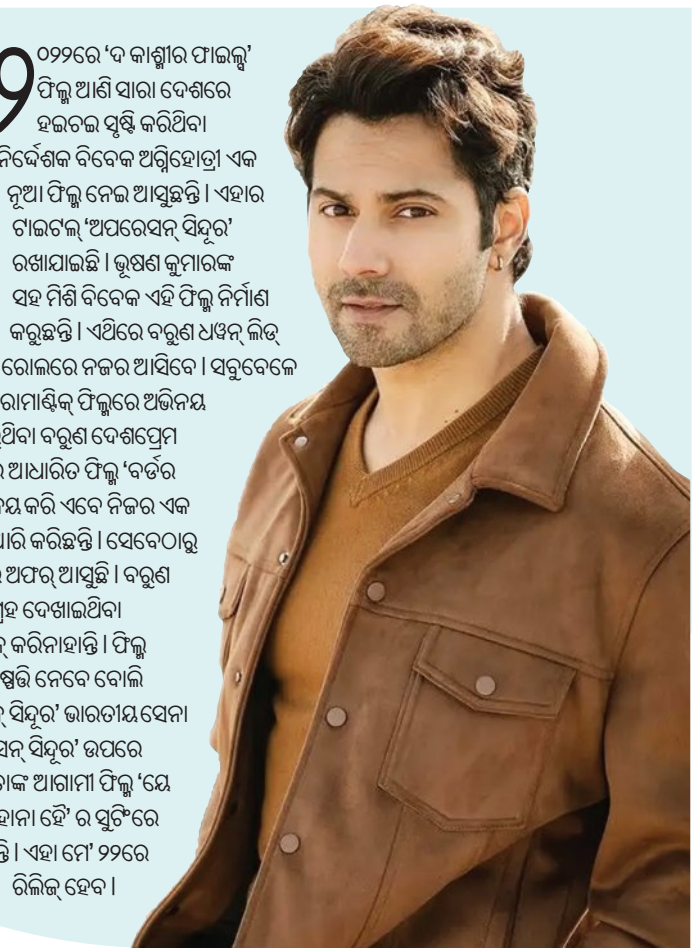 ୨୦୨୨ରେ ‘ଦ କାଶ୍ମୀର ଫାଇଲ୍ସ’
ଫିଲ୍ମ ଆଣି ସାରା ଦେଶରେ
ହଇଚଇ ସୃଷ୍ଟି କରିଥିବା
ନିର୍ଦ୍ଦେଶକ ବିବେକ ଅଗ୍ନିହୋତ୍ରୀ ଏକ
ନୂଆ ଫିଲ୍ମ ନେଇ ଆସୁଛନ୍ତି । ଏହାର
ଟାଇଟଲ୍ ‘ଅପରେସନ୍ ସିନ୍ଦୂର’
ରଖାଯାଇଛି । ଭୂଷଣ କୁମାରଙ୍କ
ସହ ମିଶି ବିବେକ ଏହି ଫିଲ୍ମ ନିର୍ମାଣ
କରୁଛନ୍ତି । ଏଥିରେ ବରୁଣ ଧୱନ୍ ଲିଡ୍
ରୋଲରେ ନଜର ଆସିବେ । ସବୁବେଳେ
ରୋମାଣ୍ଟିକ୍ ଫିଲ୍ମରେ ଅଭିନୟ
ବରୁଣ ଦେଶପ୍ରେମ
ଆଧାରିତ ଫିଲ୍ମ ‘ବର୍ଡର
ଏବେ ନିଜର ଏକ
କରିଛନ୍ତି । ସେବେଠାରୁ
ଅଫର୍ ଆସୁଛି । ବରୁଣ
ଦେଖାଇଥିବା
କରିନାହାନ୍ତି । ଫିଲ୍ମ
ନେବେ ବୋଲି
ସିନ୍ଦୂର’ ଭାରତୀୟ ସେନା
ସିନ୍ଦୂର’ ଉପରେ
ଆଗାମୀ ଫିଲ୍ମ ‘ୟେ
ହୈ’ ର ସୁଟିଂରେ
। ଏହା ମେ’ ୨୨ରେ
ରିଲିଜ୍ ହେବ ।